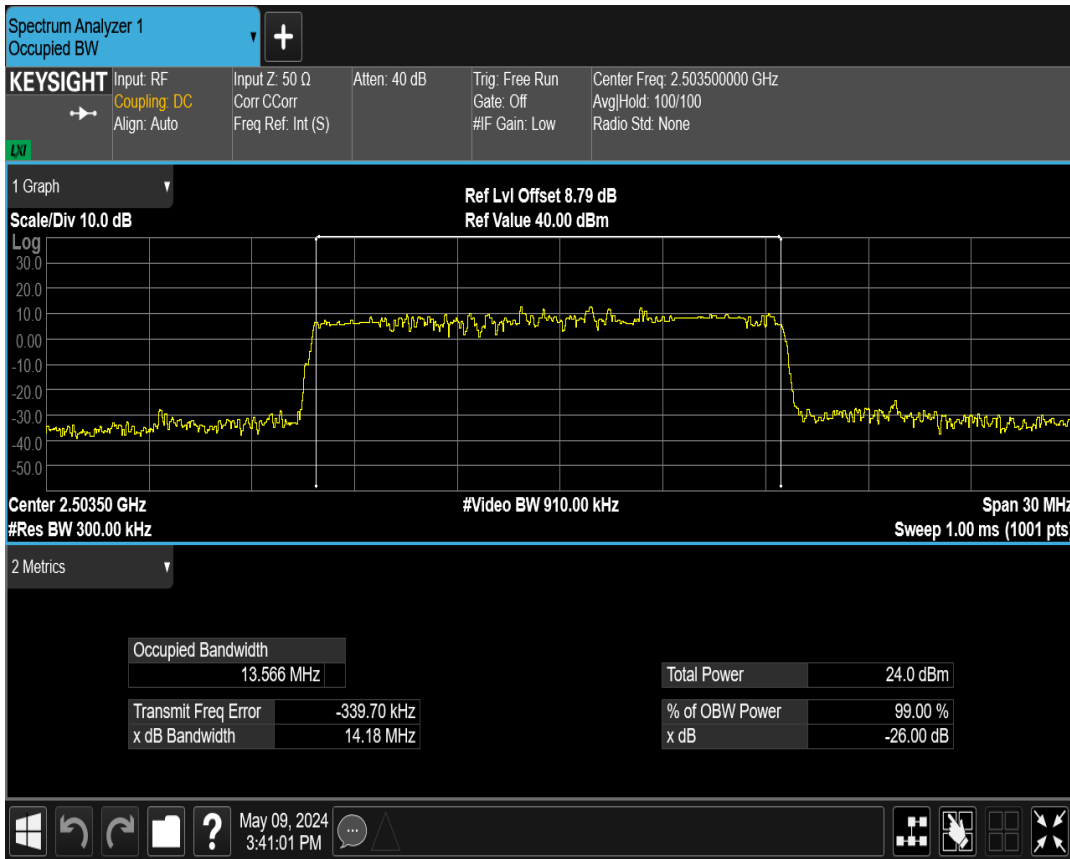 Spectrum Analyzer 1
Occupied BW
+
KEYSIGHT
LXI
Input: RF
Coupling: DC
Align: Auto
Input Z: 50 Ω
Corr CCorr
Freq Ref: Int (S)
Atten: 40 dB
Trig: Free Run
Gate: Off
#IF Gain: Low
Center Freq: 2.503500000 GHz
Avg|Hold: 100/100
Radio Std: None
1 Graph
Ref Lvl Offset 8.79 dB
Scale/Div 10.0 dB
Ref Value 40.00 dBm
Log
30.0
20.0
10.0
0.00
-10.0
-20.0
-30.0
-40.0
-50.0
Center 2.50350 GHz
#Video BW 910.00 kHz
Span 30 MHz
#Res BW 300.00 kHz
Sweep 1.00 ms (1001 pts)
2 Metrics
Occupied Bandwidth
13.566 MHz
Total Power 24.0 dBm
Transmit Freq Error -339.70 kHz
% of OBW Power 99.00 %
x dB Bandwidth 14.18 MHz
x dB -26.00 dB
?
May 09, 2024
3:41:01 PM